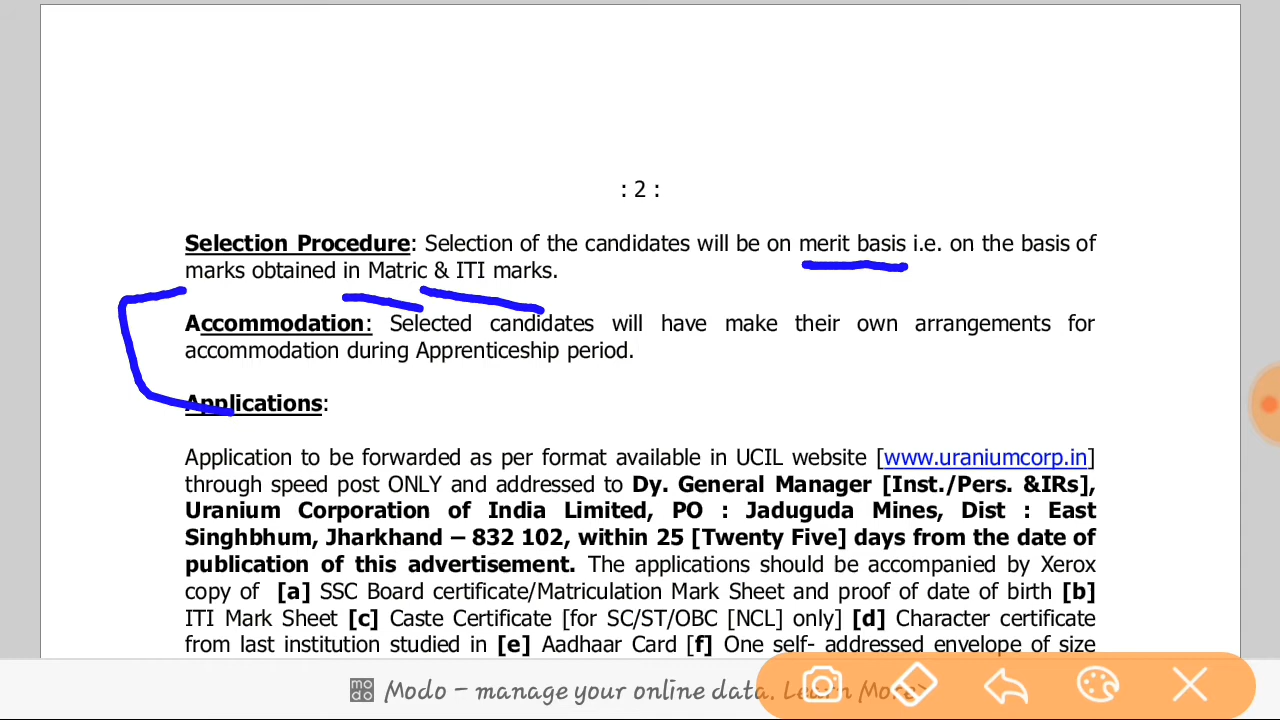 : 2 :
Selection Procedure: Selection of the candidates will be on merit basis i.e. on the basis of
marks obtained in Matric & ITI marks.
Accommodation: Selected candidates will have make their own arrangements for
accommodation during Apprenticeship period.
Applications:
Application to be forwarded as per format available in UCIL website [www.uraniumcorp.in]
through speed post ONLY and addressed to Dy. General Manager [Inst./Pers. &IRs],
Uranium Corporation of India Limited, PO : Jaduguda Mines, Dist : East
Singhbhum, Jharkhand – 832 102, within 25 [Twenty Five] days from the date of
publication of this advertisement. The applications should be accompanied by Xerox
copy of [a] SSC Board certificate/Matriculation Mark Sheet and proof of date of birth [b]
ITI Mark Sheet [c] Caste Certificate [for SC/ST/OBC [NCL] only] [d] Character certificate
from last institution studied in [e] Aadhaar Card [f] One self- addressed envelope of size
mo do Modo – manage your online data. Learn More>